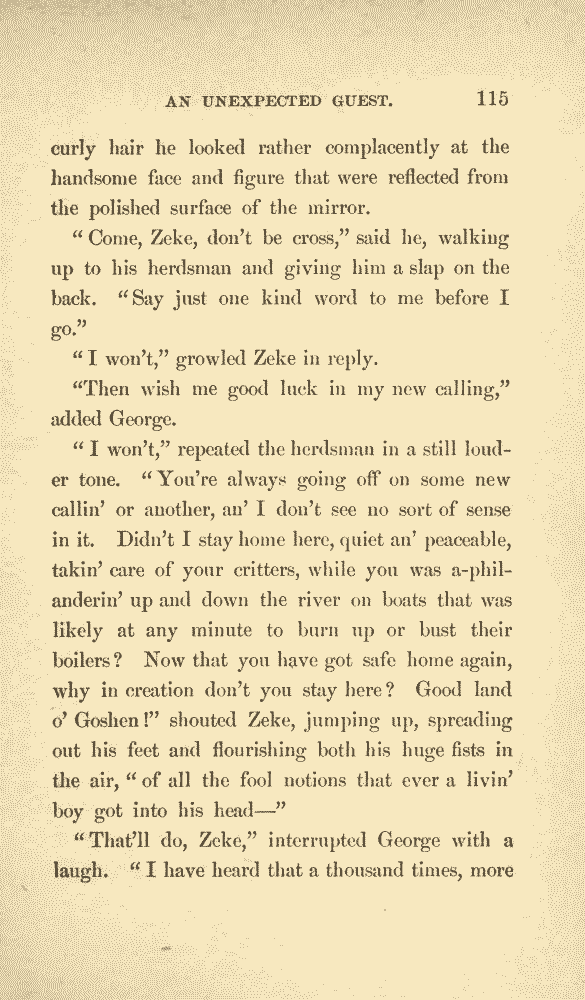 AN UNEXPECTED GUEST. 115
curly hair he looked rather complacently at the
handsome face and figure that were reflected from
the polished surface of the mirror.
“Come, Zeke, don’t be cross,” said he, walking
up to his herdsman and giving him a slap on the
back. “Say just one kind word to me before I
go.”
“I won’t,” growled Zeke in reply.
“Then wish me good luck in my new calling,”
added George.
“I won’t,” repeated the herdsman in a still loud-
er tone. “You’re always going off on some new
callin’ or another, an’ I don’t see no sort of sense
in it. Didn’t I stay home here, quiet an’ peaceable,
takin’ care of your critters, while you was a-phil-
anderin’ up and down the river on boats that was
likely at any minute to burn up or bust their
boilers? Now that you have got safe home again,
why in creation don’t you stay here? Good land
o’ Goshen!” shouted Zeke, jumping up, spreading
out his feet and flourishing both his huge fists in
the air, “of all the fool notions that ever a livin’
boy got into his head—”
“That’ll do, Zeke,” interrupted George with a
laugh. “I have heard that a thousand times, more